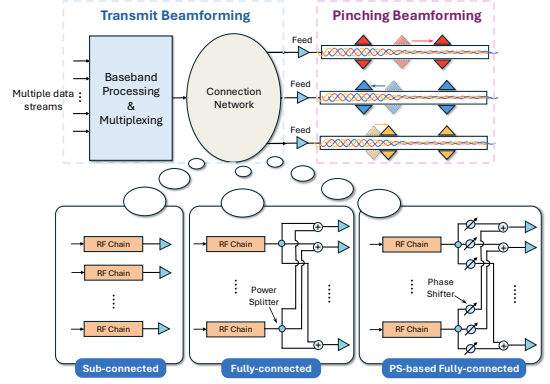 Transmit Beamforming
Pinching Beamforming
Multiple data
streams
Baseband
Processing
&
Multiplexing
Connection
Network
Feed
Feed
Feed
RF Chain
RF Chain
RF Chain
Sub-connected
RF Chain
Power
Splitter
RF Chain
Fully-connected
RF Chain
Phase
Shifter
RF Chain
PS-based Fully-connected